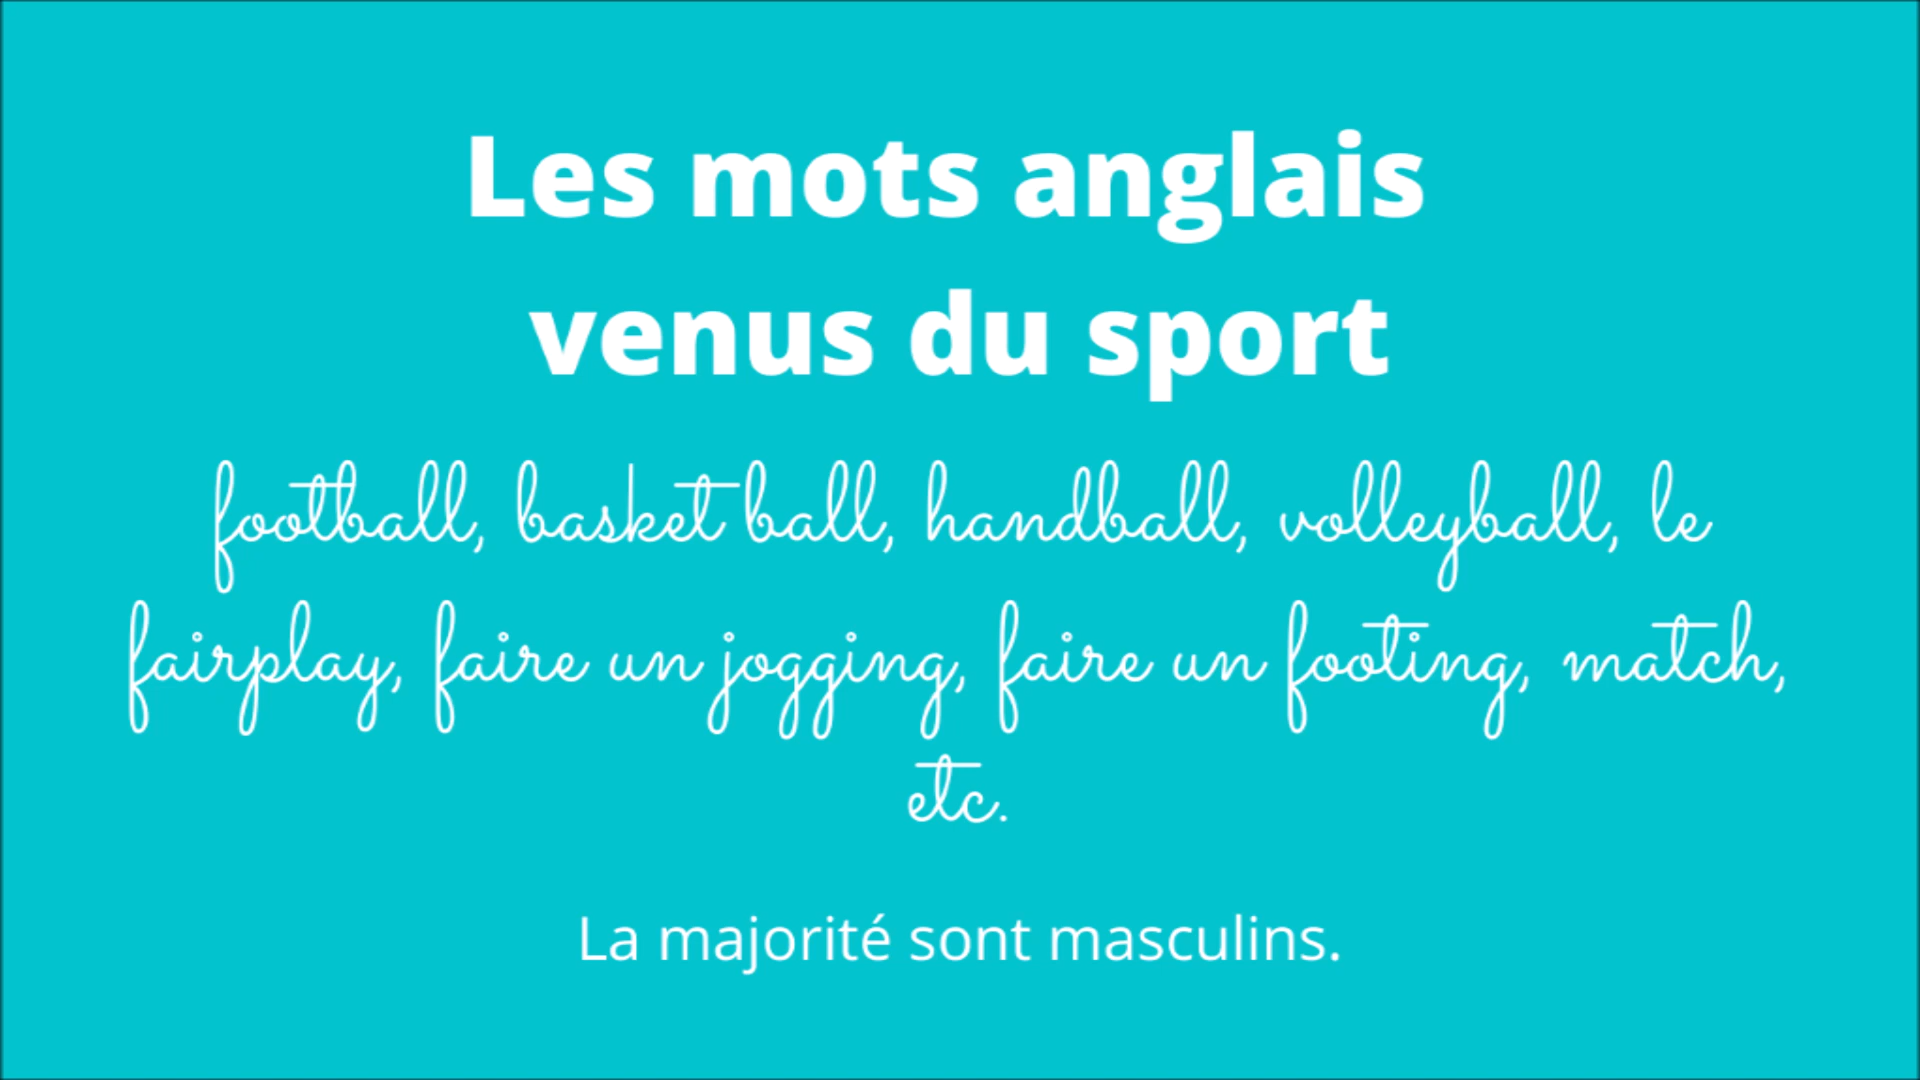 Les mots anglais
venus du sport
football, basket ball, handball, volleyball, le
fairplay, faire un jogging, faire un footing, match,
etc.
La majorité sont masculins.